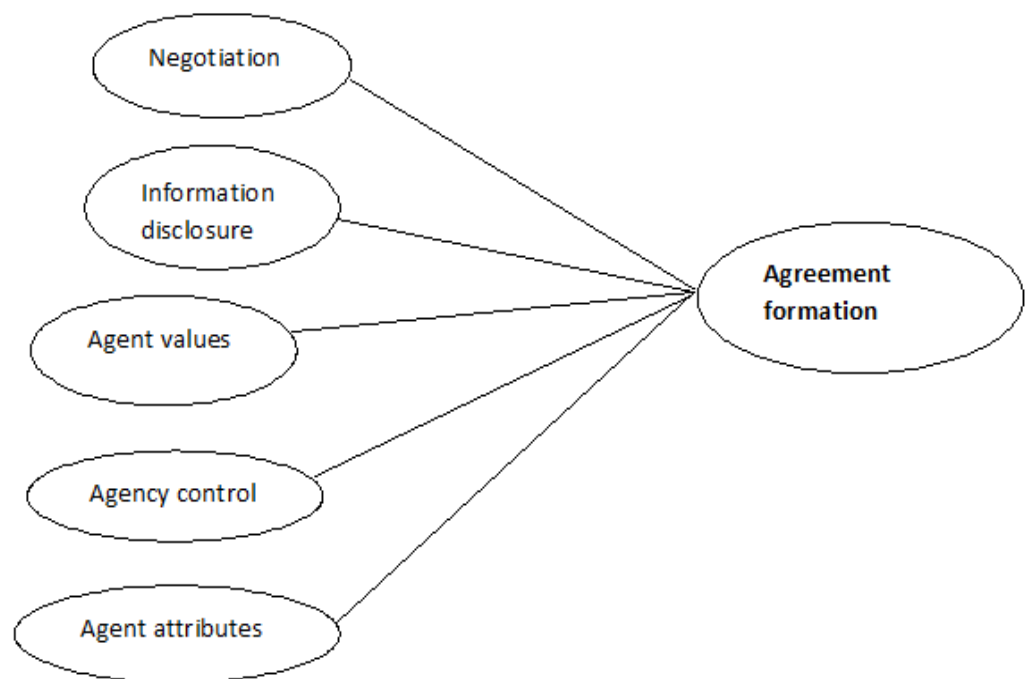 Negotiation
Information
disclosure
Agent values
Agency control
Agent attributes
Agreement
formation